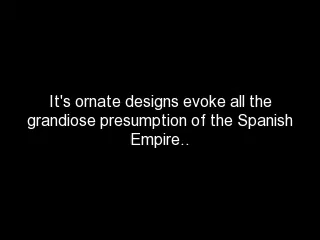 It's ornate designs evoke all the
grandiose presumption of the Spanish
Empire..